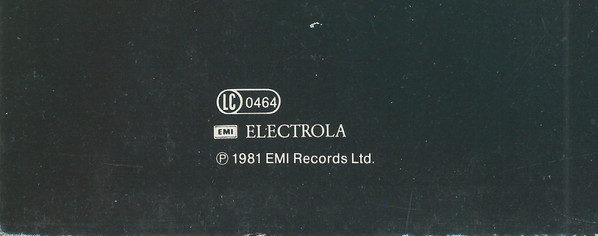 LC 0464
EMI ELECTROLA
℗ 1981 EMI Records Ltd.